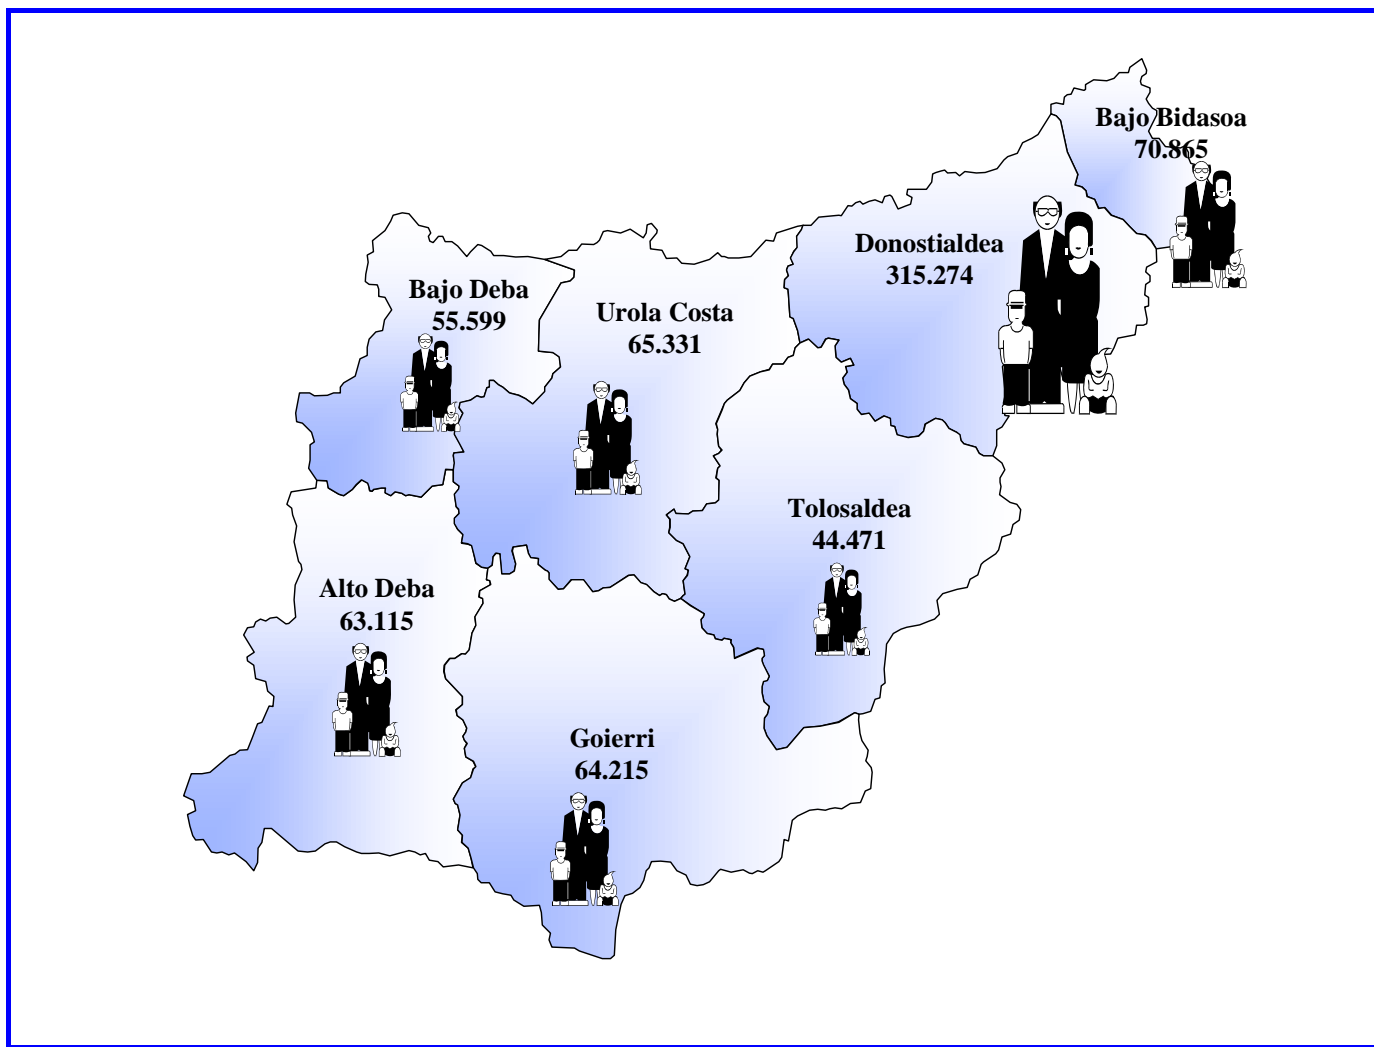 Bajo Bidasoa
70.865
Donostialdea
315.274
Bajo Deba
55.599
Urola Costa
65.331
Tolosaldea
44.471
Alto Deba
63.115
Goierri
64.215